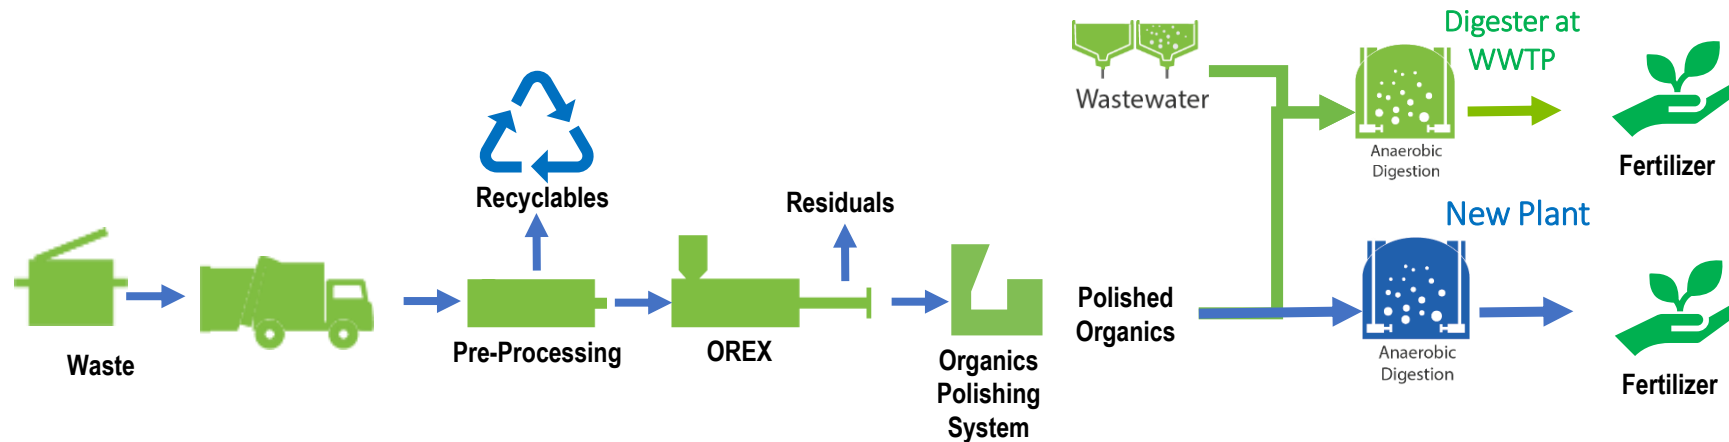 Waste
Recyclables
Pre-Processing
OREX
Residuals
Organics
Polishing
System
Polished
Organics
Wastewater
Digester at
WWTP
Anaerobic
Digestion
Fertilizer
New Plant
Anaerobic
Digestion
Fertilizer